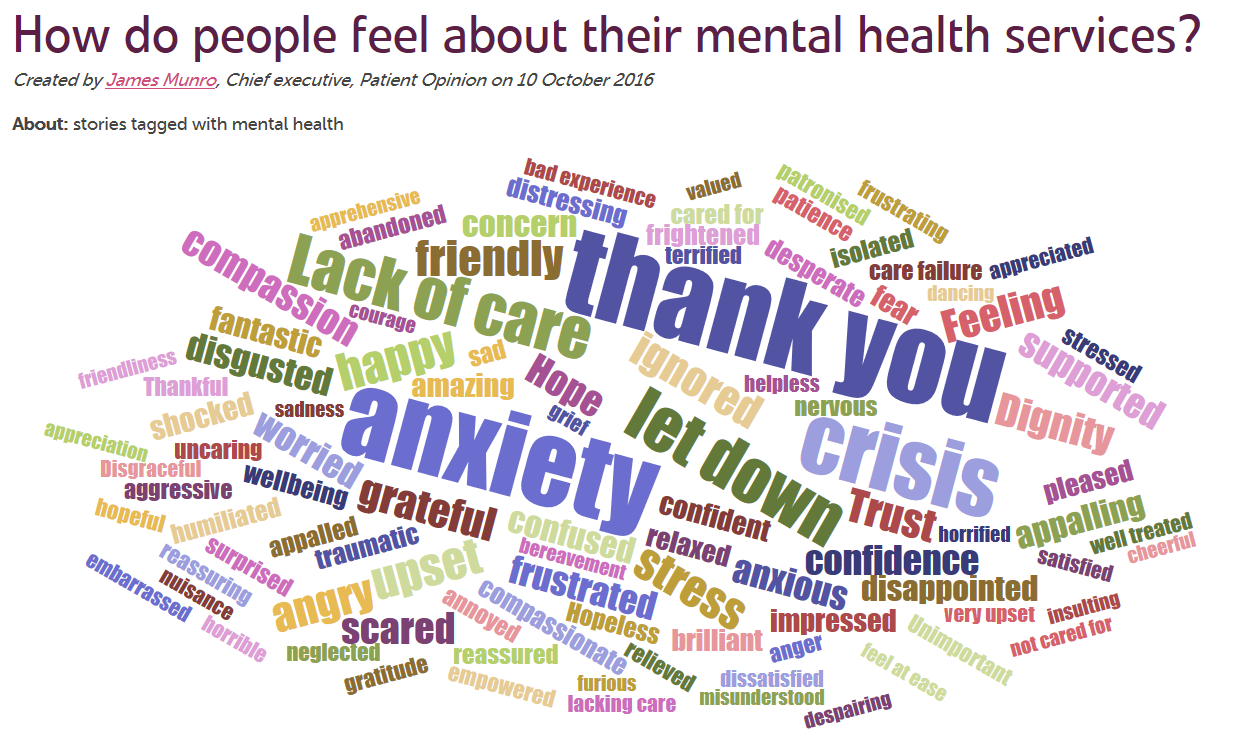 How do people feel about their mental health services?
Created by James Munro, Chief executive, Patient Opinion on 10 October 2016
About: stories tagged with mental health
bad experience
valued
patronised
frustrating
apprehensive
distressing
patience
abandoned
concern
cared for
frightened
terrified
isolated
appreciated
compassion
Lack of care
friendly
thank you
desperate
care failure
dancing
fear
Feeling
courage
fantastic
stressed
supported
friendliness
disgusted
happy
sad
ignored
Thankful
amazing
Hope
helpless
nervous
shocked
sadness
anxiety
grief
let down
crisis
Dignity
appreciation
uncaring
worried
Disgraceful
aggressive
wellbeing
grateful
pleased
hopeful
humiliated
confused
confident
Trust
horrified
appalling
well treated
cheerful
appalled
traumatic
relaxed
confidence
satisfied
reassuring
surprised
bereavement
embarrassed
nuisance
angry
upset
frustrated
stress
anxious
disappointed
horrible
scared
annoyed
compassionate
Hopeless
impressed
very upset
insulting
not cared for
neglected
reassured
brilliant
anger
Unimportant
gratitude
empowered
furious
relieved
dissatisfied
feel at ease
lacking care
misunderstood
despairing